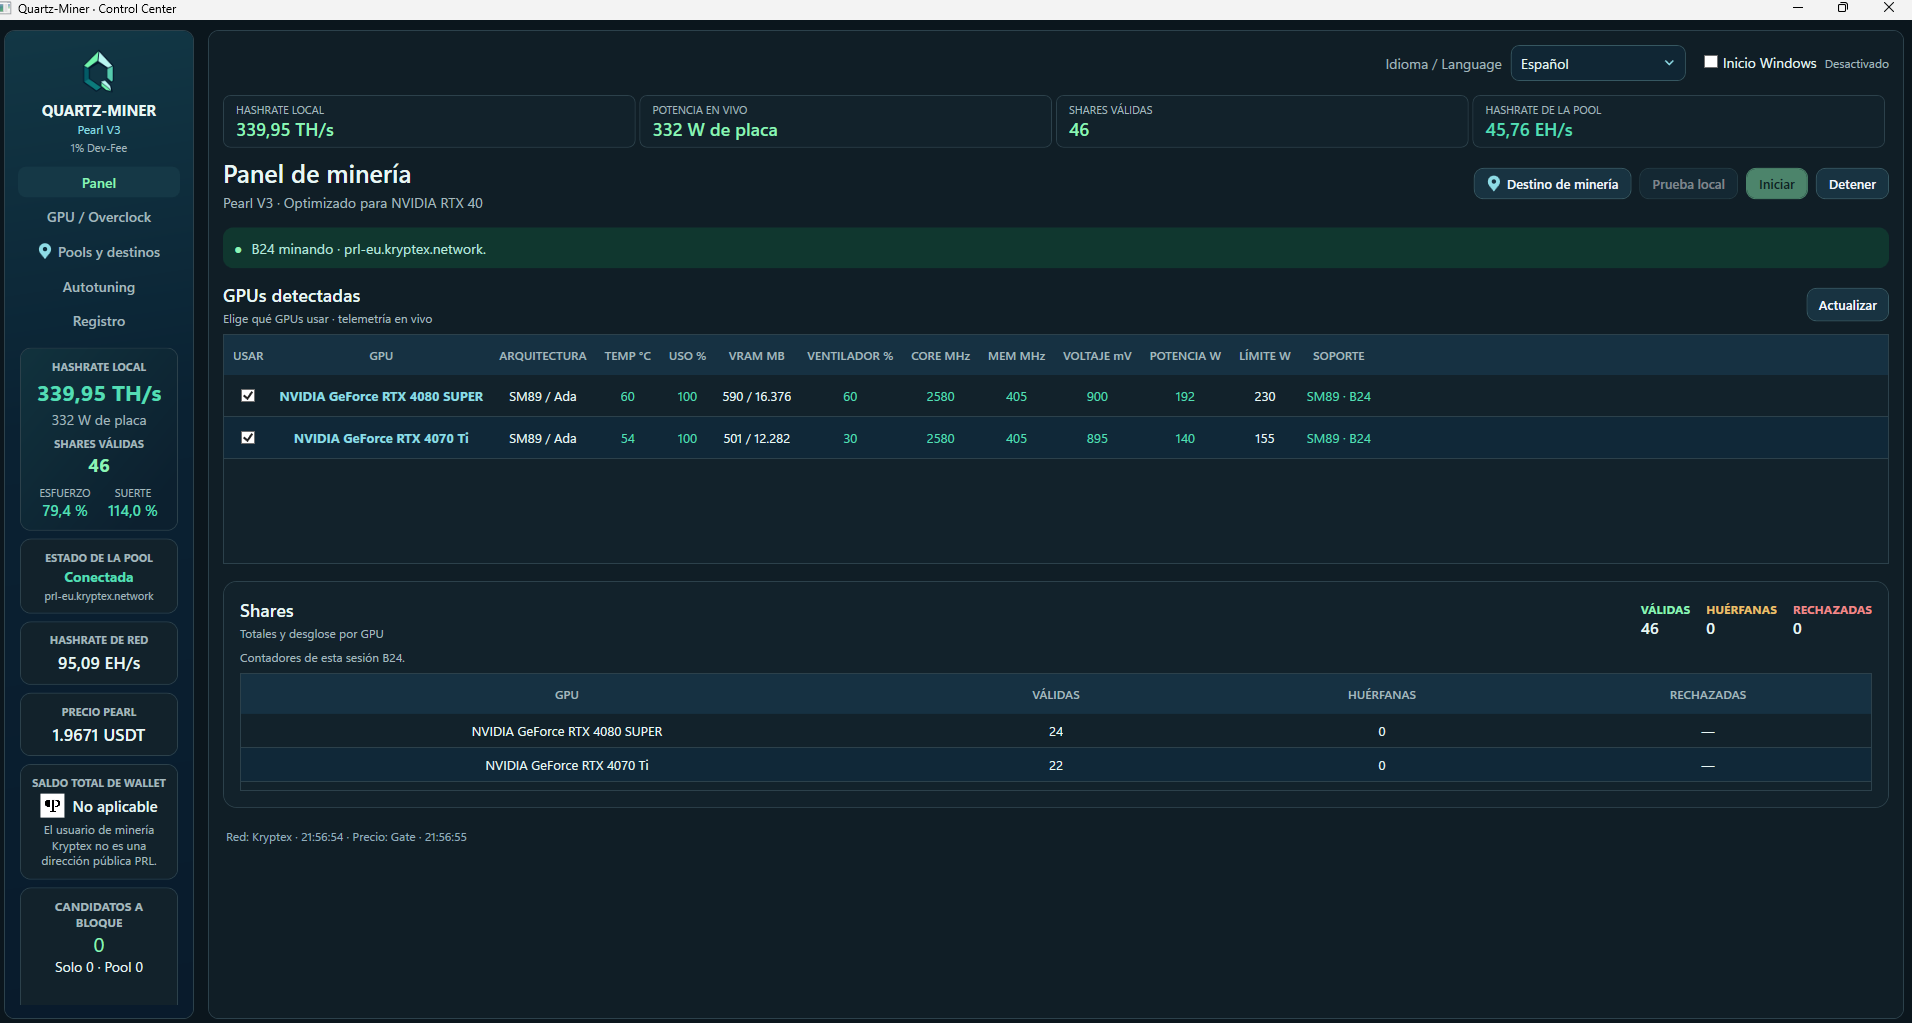 Quartz-Miner · Control Center
QUARTZ-MINER
Pearl V3
1% Dev-Fee
Panel
GPU / Overclock
Pools y destinos
Autotuning
Registro
HASHRATE LOCAL
339,95 TH/s
332 W de placa
SHARES VÁLIDAS
46
ESFUERZO SUERTE
79,4 % 114,0 %
ESTADO DE LA POOL
Conectada
prl-eu.kryptex.network
HASHRATE DE RED
95,09 EH/s
PRECIO PEARL
1.9671 USDT
SALDO TOTAL DE WALLET
No aplicable
El usuario de minería
Kryptex no es una
dirección pública PRL.
CANDIDATOS A
BLOQUE
0
Solo 0 · Pool 0
Idioma / Language Español Inicio Windows Desactivado
HASHRATE LOCAL POTENCIA EN VIVO SHARES VÁLIDAS HASHRATE DE LA POOL
339,95 TH/s 332 W de placa 46 45,76 EH/s
Panel de minería
Pearl V3 · Optimizado para NVIDIA RTX 40
Destino de minería Prueba local Iniciar Detener
B24 minando · prl-eu.kryptex.network.
GPUs detectadas
Elige qué GPUs usar · telemetría en vivo
Actualizar
USAR GPU ARQUITECTURA TEMP °C USO % VRAM MB VENTILADOR % CORE MHz MEM MHz VOLTAJE mV POTENCIA W LÍMITE W SOPORTE
NVIDIA GeForce RTX 4080 SUPER SM89 / Ada 60 100 590 / 16.376 60 2580 405 900 192 230 SM89 · B24
NVIDIA GeForce RTX 4070 Ti SM89 / Ada 54 100 501 / 12.282 30 2580 405 895 140 155 SM89 · B24
Shares
Totales y desglose por GPU
Contadores de esta sesión B24.
VÁLIDAS HUÉRFANAS RECHAZADAS
46 0 0
GPU VÁLIDAS HUÉRFANAS RECHAZADAS
NVIDIA GeForce RTX 4080 SUPER 24 0 —
NVIDIA GeForce RTX 4070 Ti 22 0 —
Red: Kryptex · 21:56:54 · Precio: Gate · 21:56:55